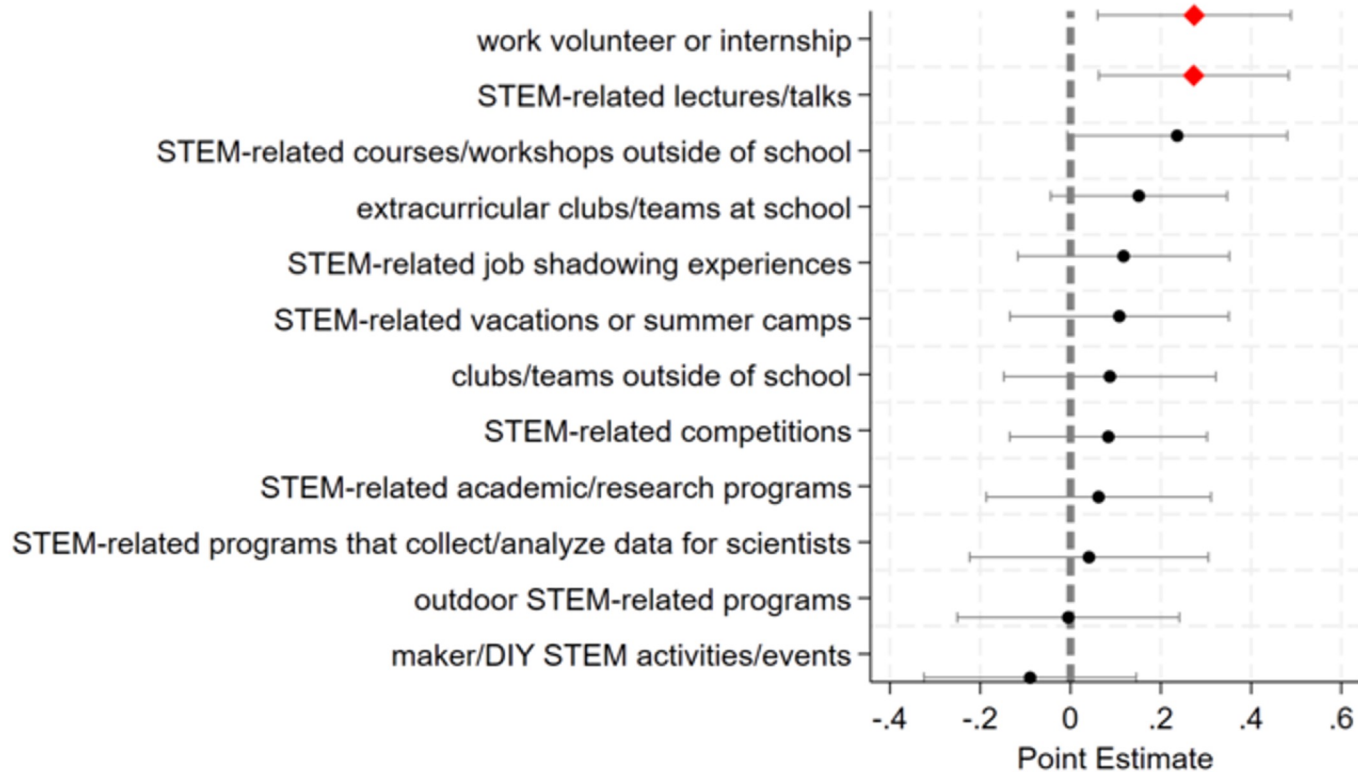 work volunteer or internship
STEM-related lectures/talks
STEM-related courses/workshops outside of school
extracurricular clubs/teams at school
STEM-related job shadowing experiences
STEM-related vacations or summer camps
clubs/teams outside of school
STEM-related competitions
STEM-related academic/research programs
STEM-related programs that collect/analyze data for scientists
outdoor STEM-related programs
maker/DIY STEM activities/events
-.4 -.2 0 .2 .4 .6
Point Estimate